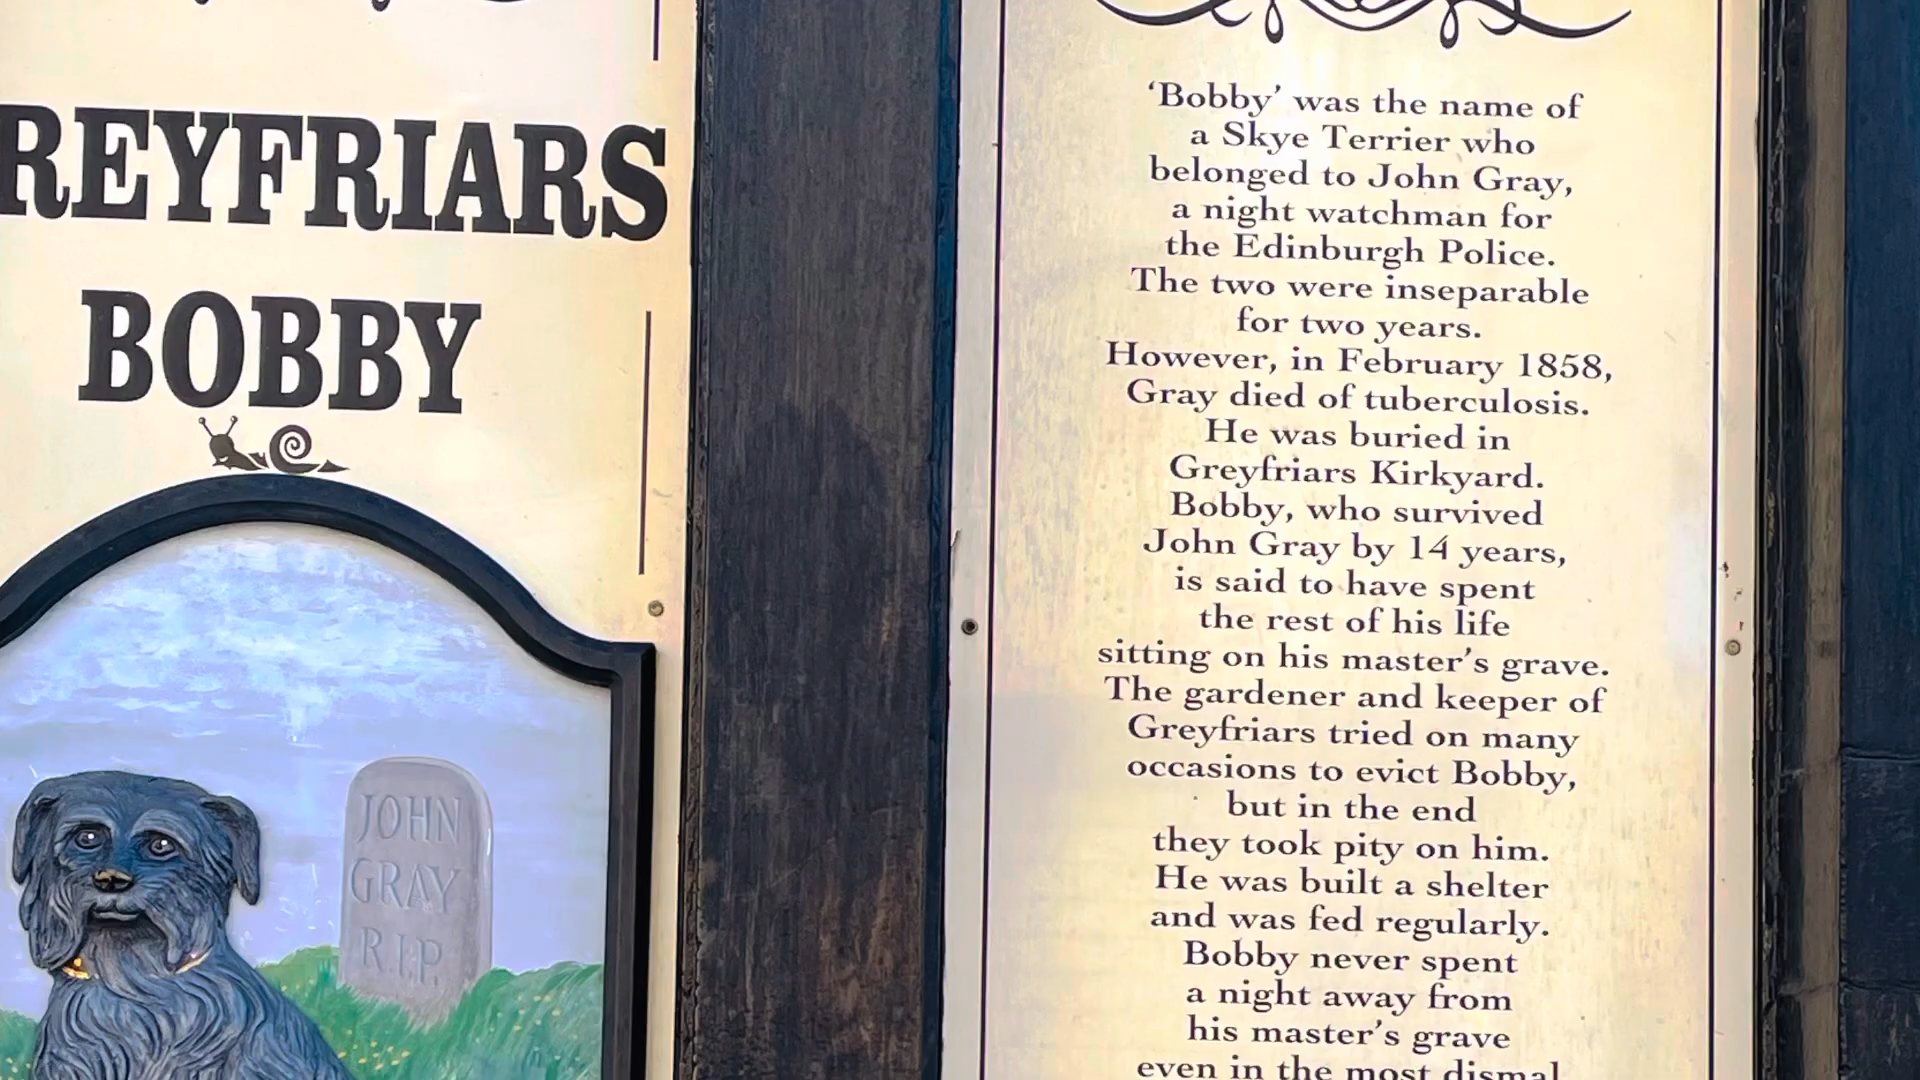 REYFRIARS
BOBBY
JOHN
GRAY
R.I.P.
‘Bobby’ was the name of
a Skye Terrier who
belonged to John Gray,
a night watchman for
the Edinburgh Police.
The two were inseparable
for two years.
However, in February 1858,
Gray died of tuberculosis.
He was buried in
Greyfriars Kirkyard.
Bobby, who survived
John Gray by 14 years,
is said to have spent
the rest of his life
sitting on his master’s grave.
The gardener and keeper of
Greyfriars tried on many
occasions to evict Bobby,
but in the end
they took pity on him.
He was built a shelter
and was fed regularly.
Bobby never spent
a night away from
his master’s grave
even in the most dismal